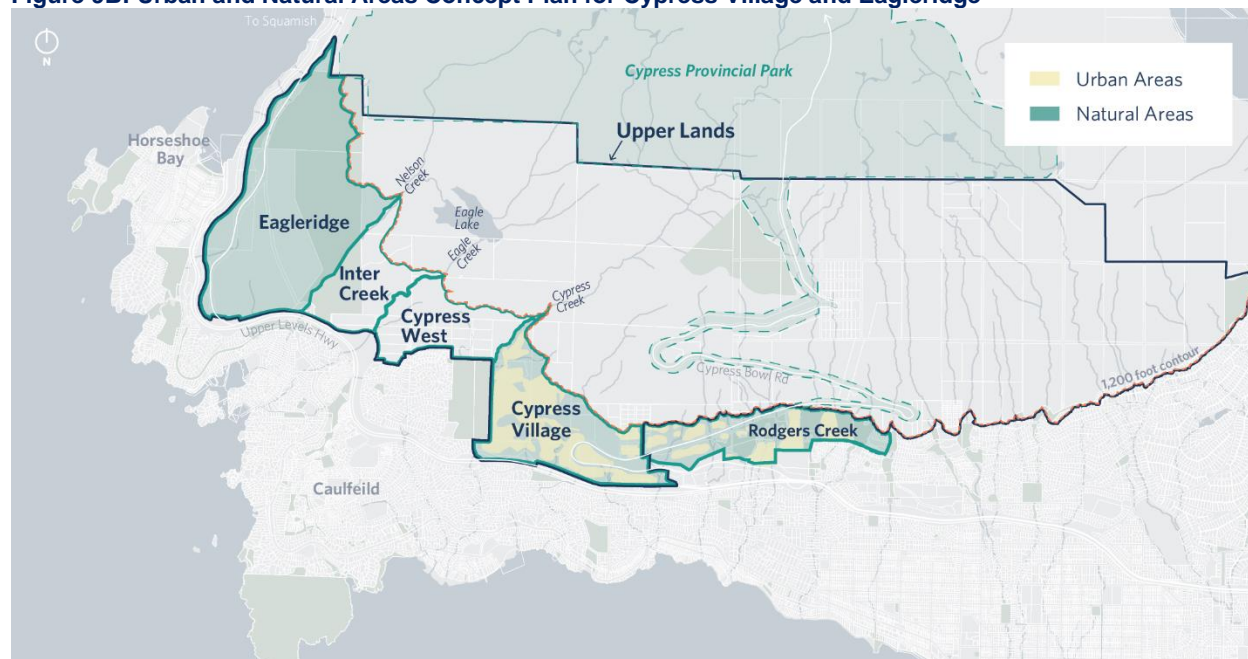 Figure 9B: Urban and Natural Areas Concept Plan for Cypress Village and Eagleridge
To Squamish
N
Cypress Provincial Park
Urban Areas
Natural Areas
Upper Lands
Horseshoe
Bay
Nelson
Creek
Eagle
Lake
Eagleridge
Eagle
Creek
Inter
Creek
Cypress
Creek
Cypress
West
Upper Levels Hwy
Cypress Bowl Rd
1,200 foot contour
Cypress
Village
Rodgers Creek
Caulfeild